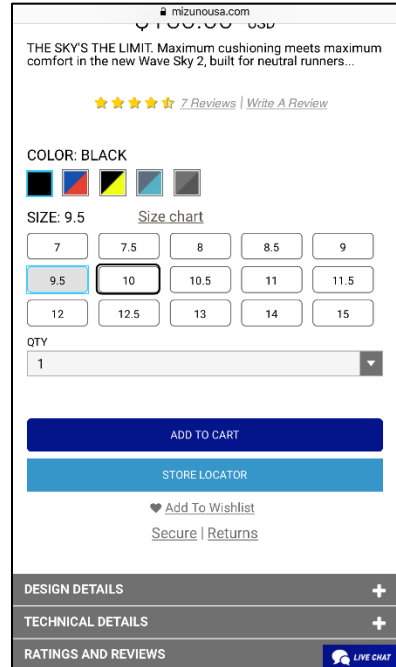 mizunousa.com
USD
THE SKY'S THE LIMIT. Maximum cushioning meets maximum
comfort in the new Wave Sky 2, built for neutral runners...
7 Reviews | Write A Review
COLOR: BLACK
SIZE: 9.5 Size chart
7 7.5 8 8.5 9
9.5 10 10.5 11 11.5
12 12.5 13 14 15
QTY
1
ADD TO CART
STORE LOCATOR
Add To Wishlist
Secure | Returns
DESIGN DETAILS +
TECHNICAL DETAILS +
RATINGS AND REVIEWS
LIVE CHAT